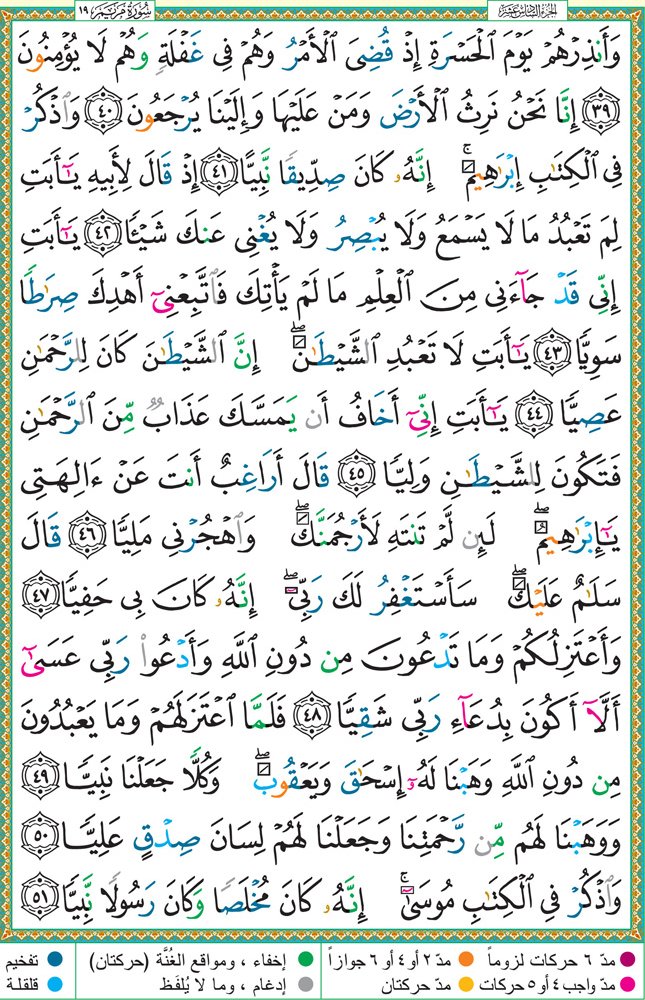 الجزء السادس عشر
سورة مريم ١٩
وَأَنذِرْهُمْ يَوْمَ ٱلْحَسْرَةِ إِذْ قُضِىَ ٱلْأَمْرُ وَهُمْ فِى غَفْلَةٍ وَهُمْ لَا يُؤْمِنُونَ
٣٩ إِنَّا نَحْنُ نَرِثُ ٱلْأَرْضَ وَمَنْ عَلَيْهَا وَإِلَيْنَا يُرْجَعُونَ ٤٠ وَٱذْكُرْ
فِى ٱلْكِتَٰبِ إِبْرَٰهِيمَ ۚ إِنَّهُۥ كَانَ صِدِّيقًا نَّبِيًّا ٤١ إِذْ قَالَ لِأَبِيهِ يَٰٓأَبَتِ
لِمَ تَعْبُدُ مَا لَا يَسْمَعُ وَلَا يُبْصِرُ وَلَا يُغْنِى عَنكَ شَيْـًٔا ٤٢ يَٰٓأَبَتِ
إِنِّى قَدْ جَآءَنِى مِنَ ٱلْعِلْمِ مَا لَمْ يَأْتِكَ فَٱتَّبِعْنِىٓ أَهْدِكَ صِرَٰطًا
سَوِيًّا ٤٣ يَٰٓأَبَتِ لَا تَعْبُدِ ٱلشَّيْطَٰنَ ۖ إِنَّ ٱلشَّيْطَٰنَ كَانَ لِلرَّحْمَٰنِ
عَصِيًّا ٤٤ يَٰٓأَبَتِ إِنِّىٓ أَخَافُ أَن يَمَسَّكَ عَذَابٌ مِّنَ ٱلرَّحْمَٰنِ
فَتَكُونَ لِلشَّيْطَٰنِ وَلِيًّا ٤٥ قَالَ أَرَاغِبٌ أَنتَ عَنْ ءَالِهَتِى
يَٰٓإِبْرَٰهِيمُ ۖ لَئِن لَّمْ تَنتَهِ لَأَرْجُمَنَّكَ ۖ وَٱهْجُرْنِى مَلِيًّا ٤٦ قَالَ
سَلَٰمٌ عَلَيْكَ ۖ سَأَسْتَغْفِرُ لَكَ رَبِّىٓ ۖ إِنَّهُۥ كَانَ بِى حَفِيًّا ٤٧
وَأَعْتَزِلُكُمْ وَمَا تَدْعُونَ مِن دُونِ ٱللَّهِ وَأَدْعُوا۟ رَبِّى عَسَىٰٓ
أَلَّآ أَكُونَ بِدُعَآءِ رَبِّى شَقِيًّا ٤٨ فَلَمَّا ٱعْتَزَلَهُمْ وَمَا يَعْبُدُونَ
مِن دُونِ ٱللَّهِ وَهَبْنَا لَهُۥٓ إِسْحَٰقَ وَيَعْقُوبَ ۖ وَكُلًّا جَعَلْنَا نَبِيًّا ٤٩
وَوَهَبْنَا لَهُم مِّن رَّحْمَتِنَا وَجَعَلْنَا لَهُمْ لِسَانَ صِدْقٍ عَلِيًّا ٥٠
وَٱذْكُرْ فِى ٱلْكِتَٰبِ مُوسَىٰٓ ۚ إِنَّهُۥ كَانَ مُخْلَصًا وَكَانَ رَسُولًا نَّبِيًّا ٥١
مدّ ٦ حركات لزوماً مدّ ٢ أو ٤ أو ٦ جوازاً إخفاء ، ومواقع الغُنَّة (حركتان) تفخيم
مدّ واجب ٤ أو ٥ حركات مدّ حركتان إدغام ، وما لا يُلفَظ قلقلة